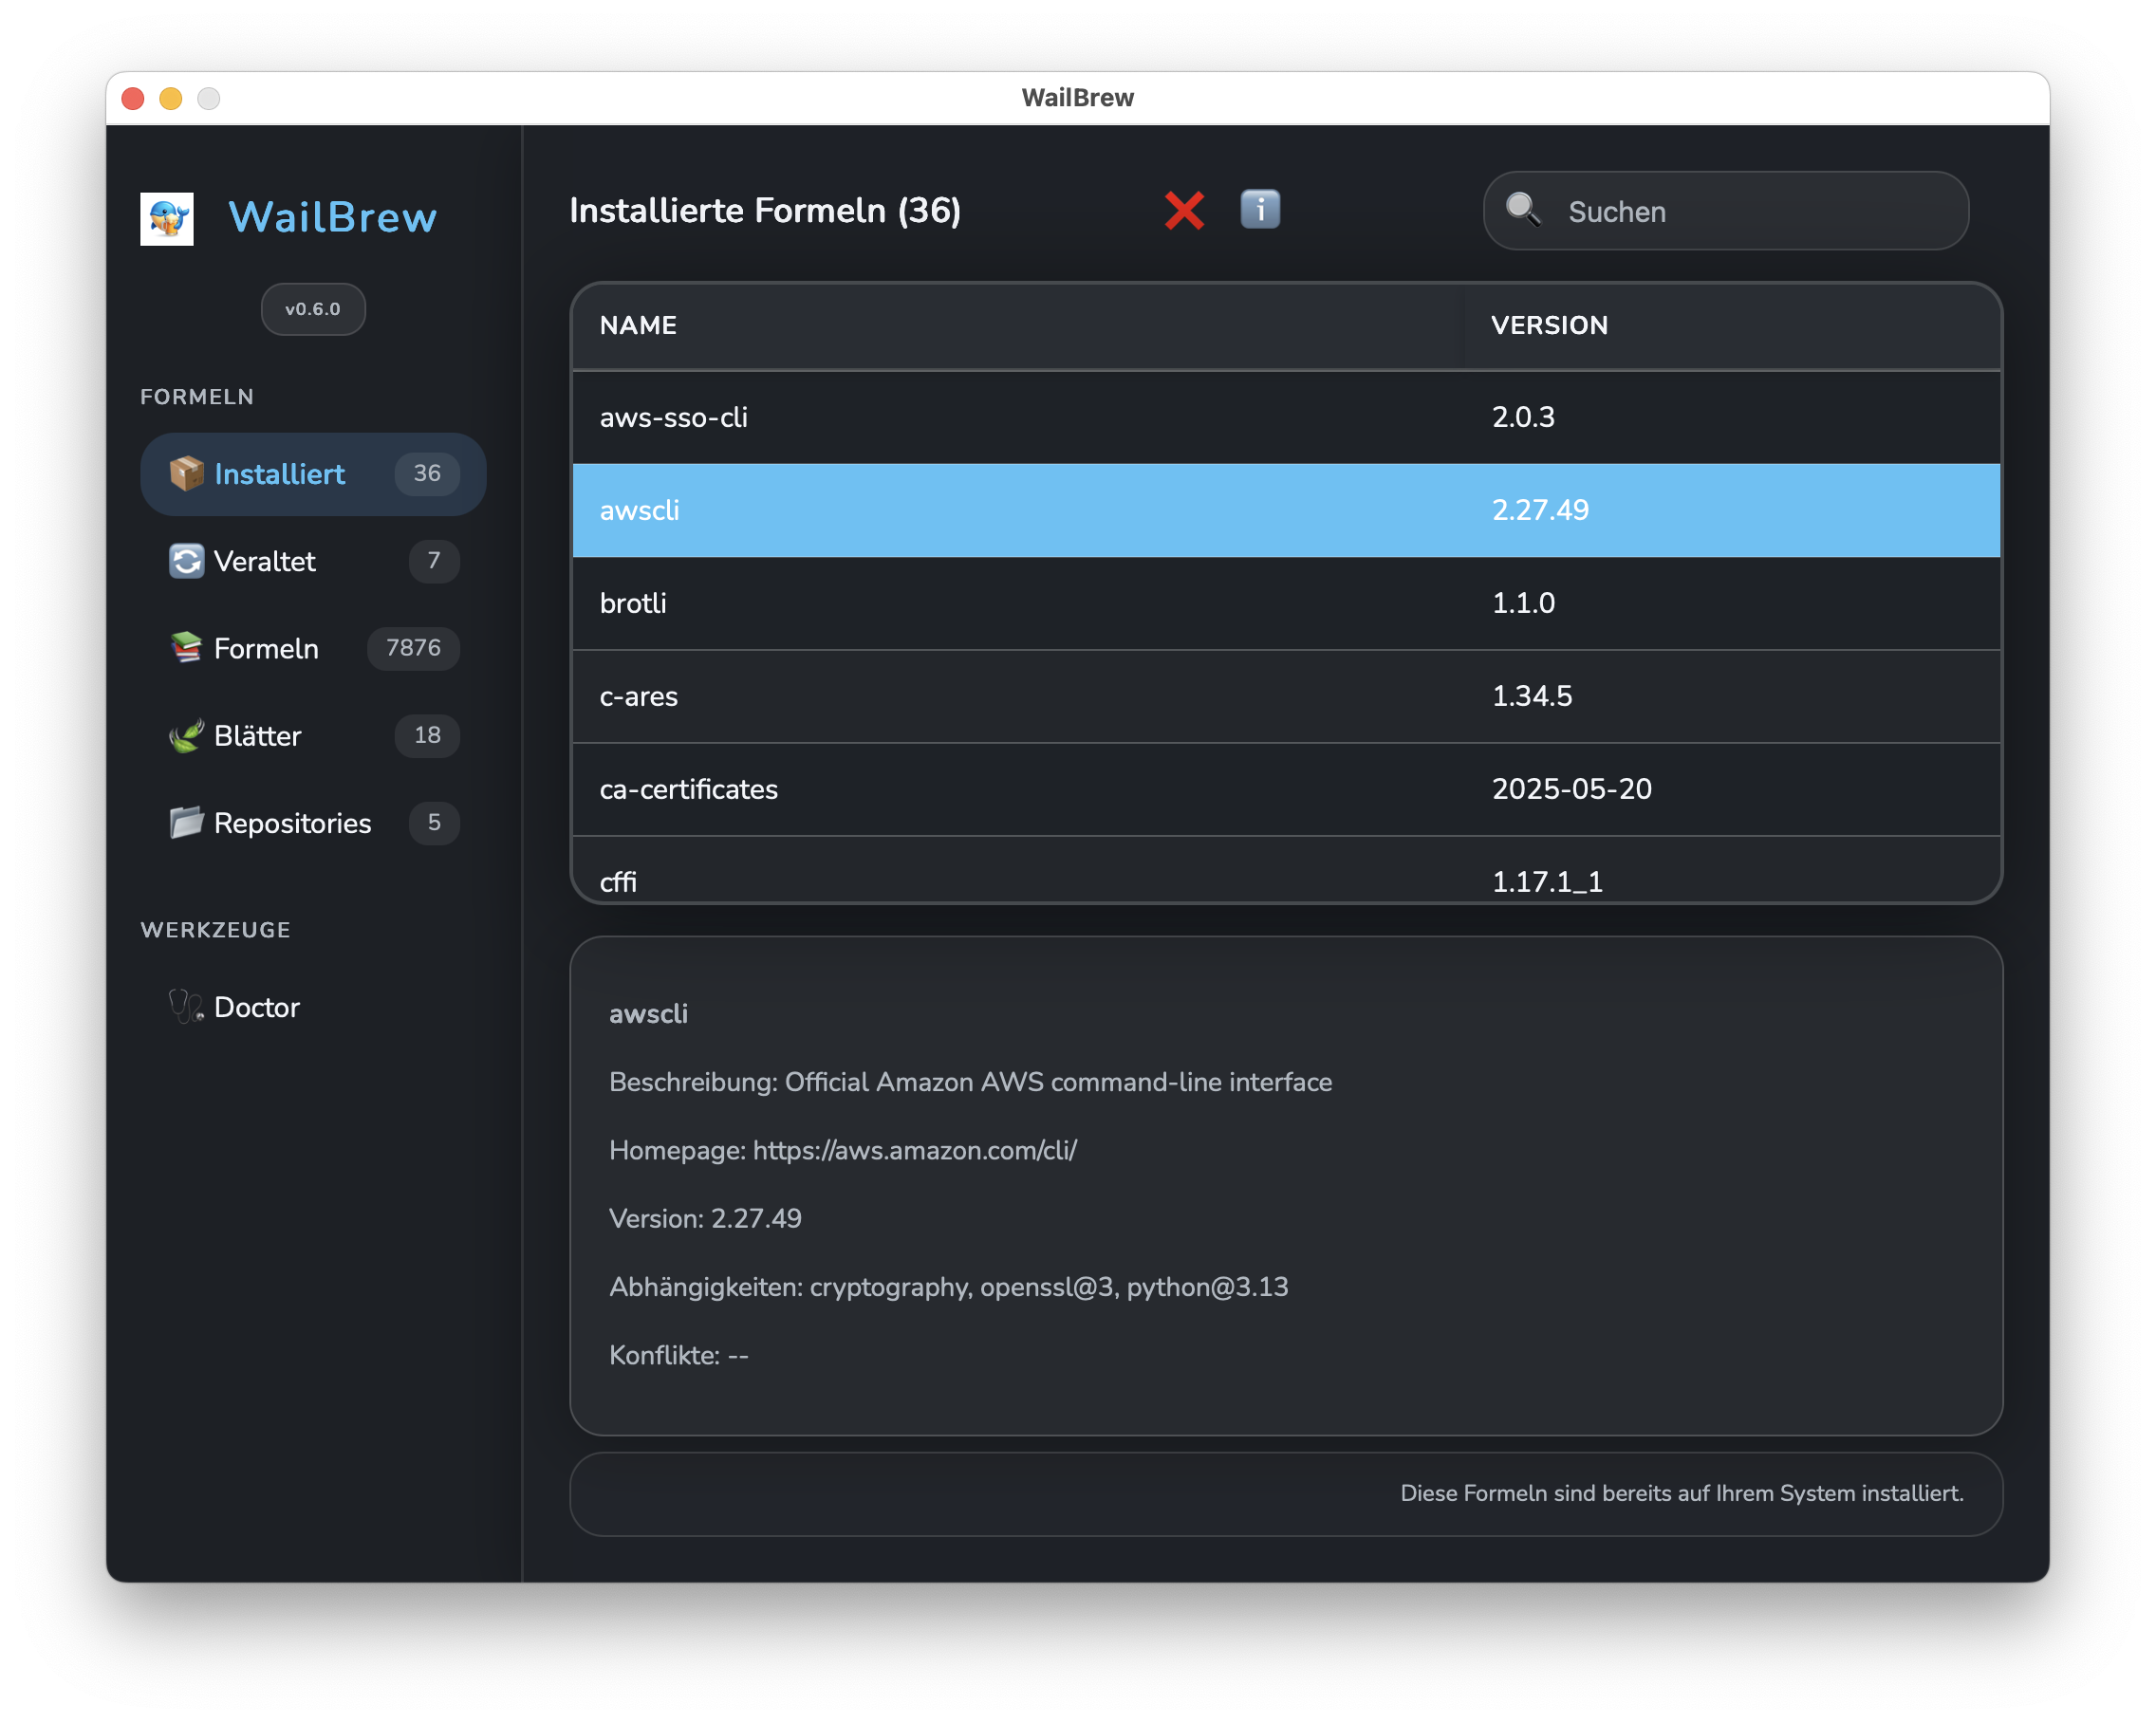 WailBrew
WailBrew
v0.6.0
FORMELN
Installiert 36
Veraltet 7
Formeln 7876
Blätter 18
Repositories 5
WERKZEUGE
Doctor
Installierte Formeln (36)
Suchen
NAME VERSION
aws-sso-cli 2.0.3
awscli 2.27.49
brotli 1.1.0
c-ares 1.34.5
ca-certificates 2025-05-20
cffi 1.17.1_1
awscli
Beschreibung: Official Amazon AWS command-line interface
Homepage: https://aws.amazon.com/cli/
Version: 2.27.49
Abhängigkeiten: cryptography, openssl@3, python@3.13
Konflikte: --
Diese Formeln sind bereits auf Ihrem System installiert.